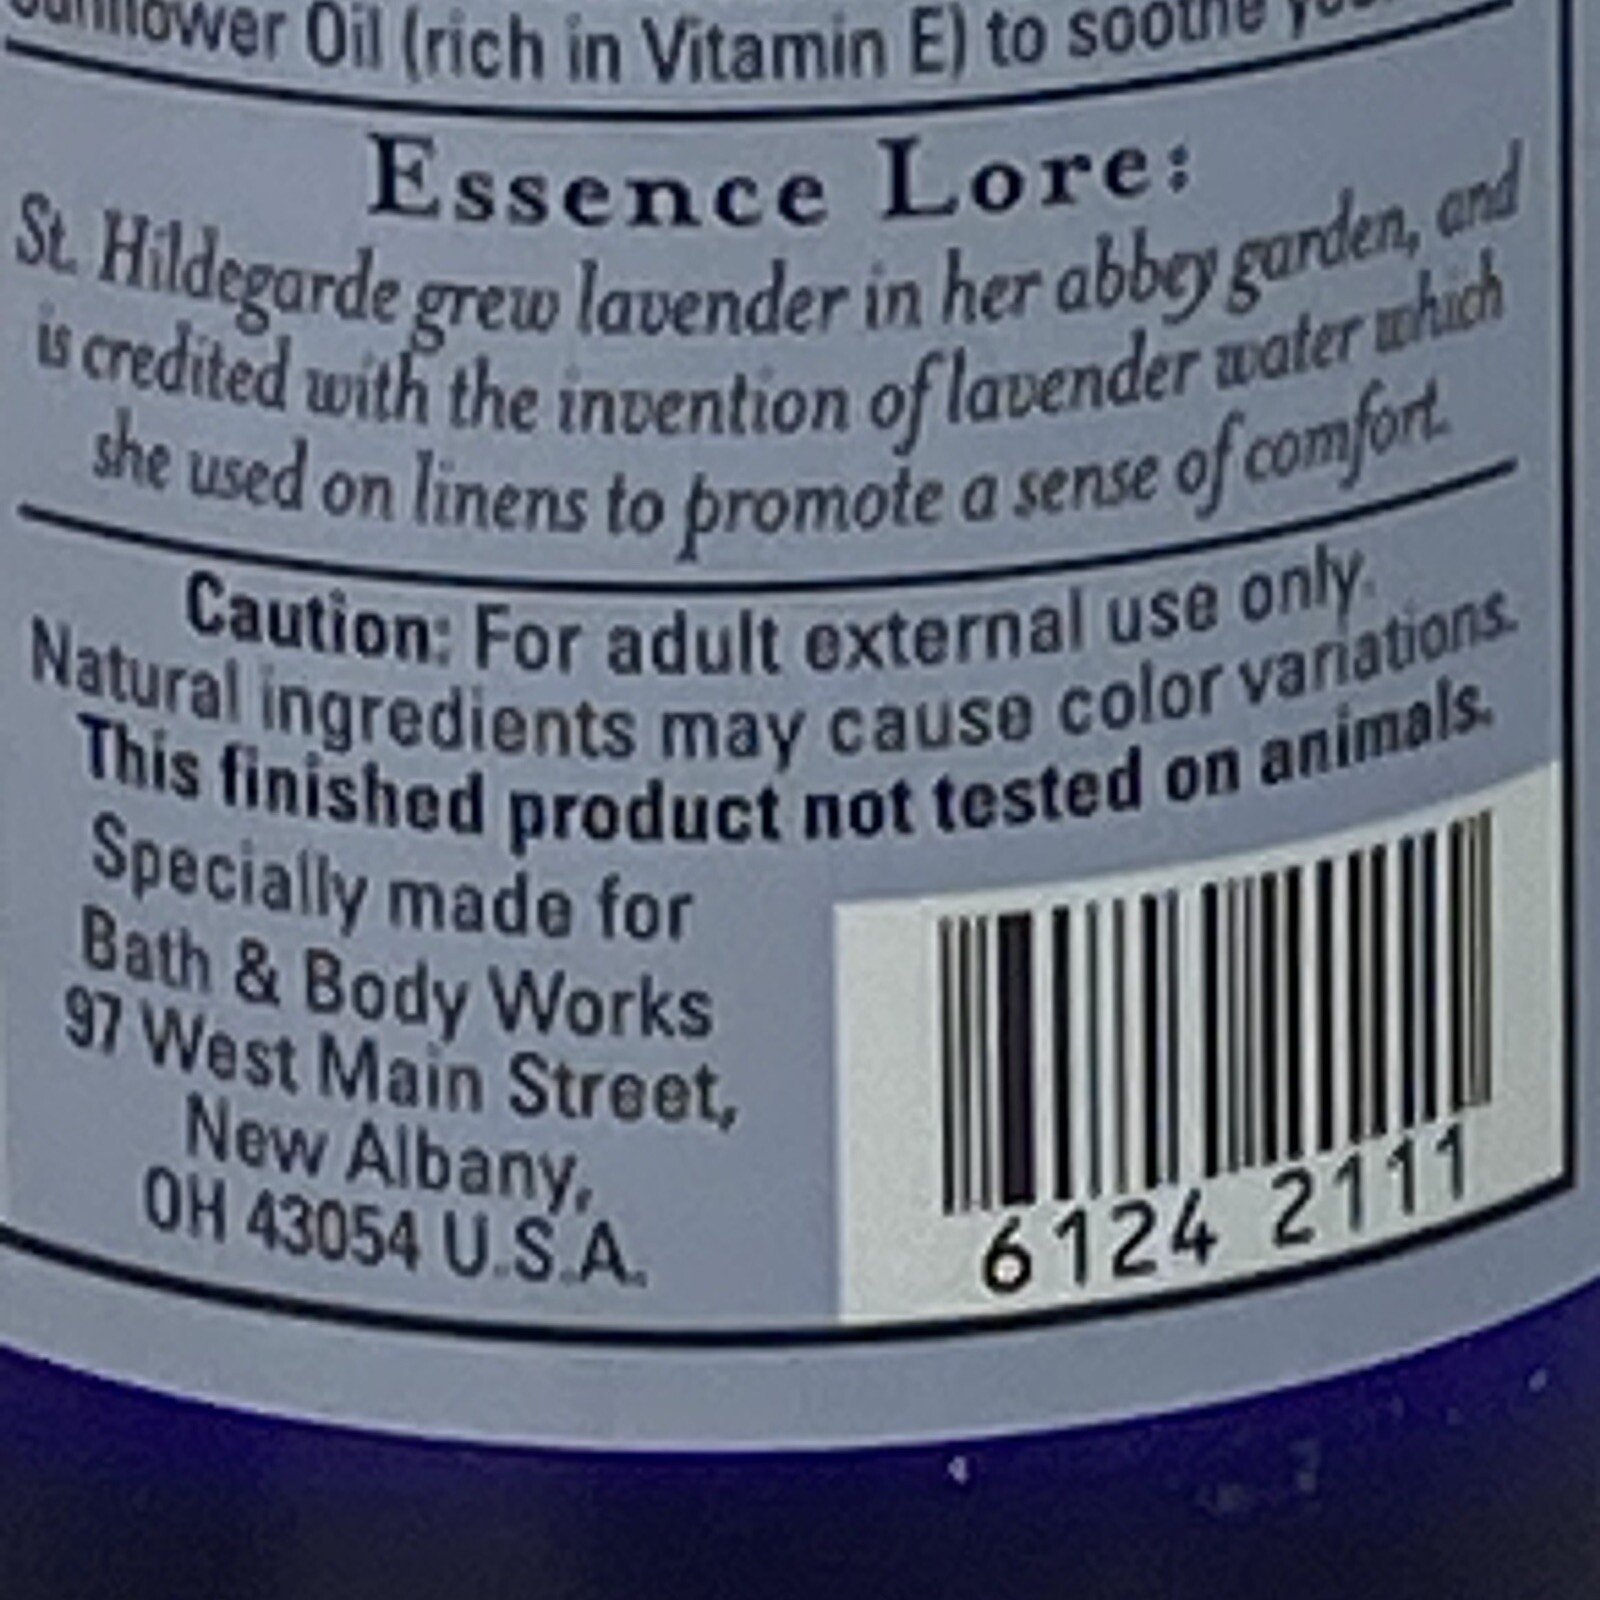 Sunflower Oil (rich in Vitamin E) to soothe
Essence Lore:
St. Hildegarde grew lavender in her abbey garden, and
is credited with the invention of lavender water which
she used on linens to promote a sense of comfort.
Caution: For adult external use only.
Natural ingredients may cause color variations.
This finished product not tested on animals.
Specially made for
Bath & Body Works
97 West Main Street,
New Albany,
OH 43054 U.S.A.
6124 2111